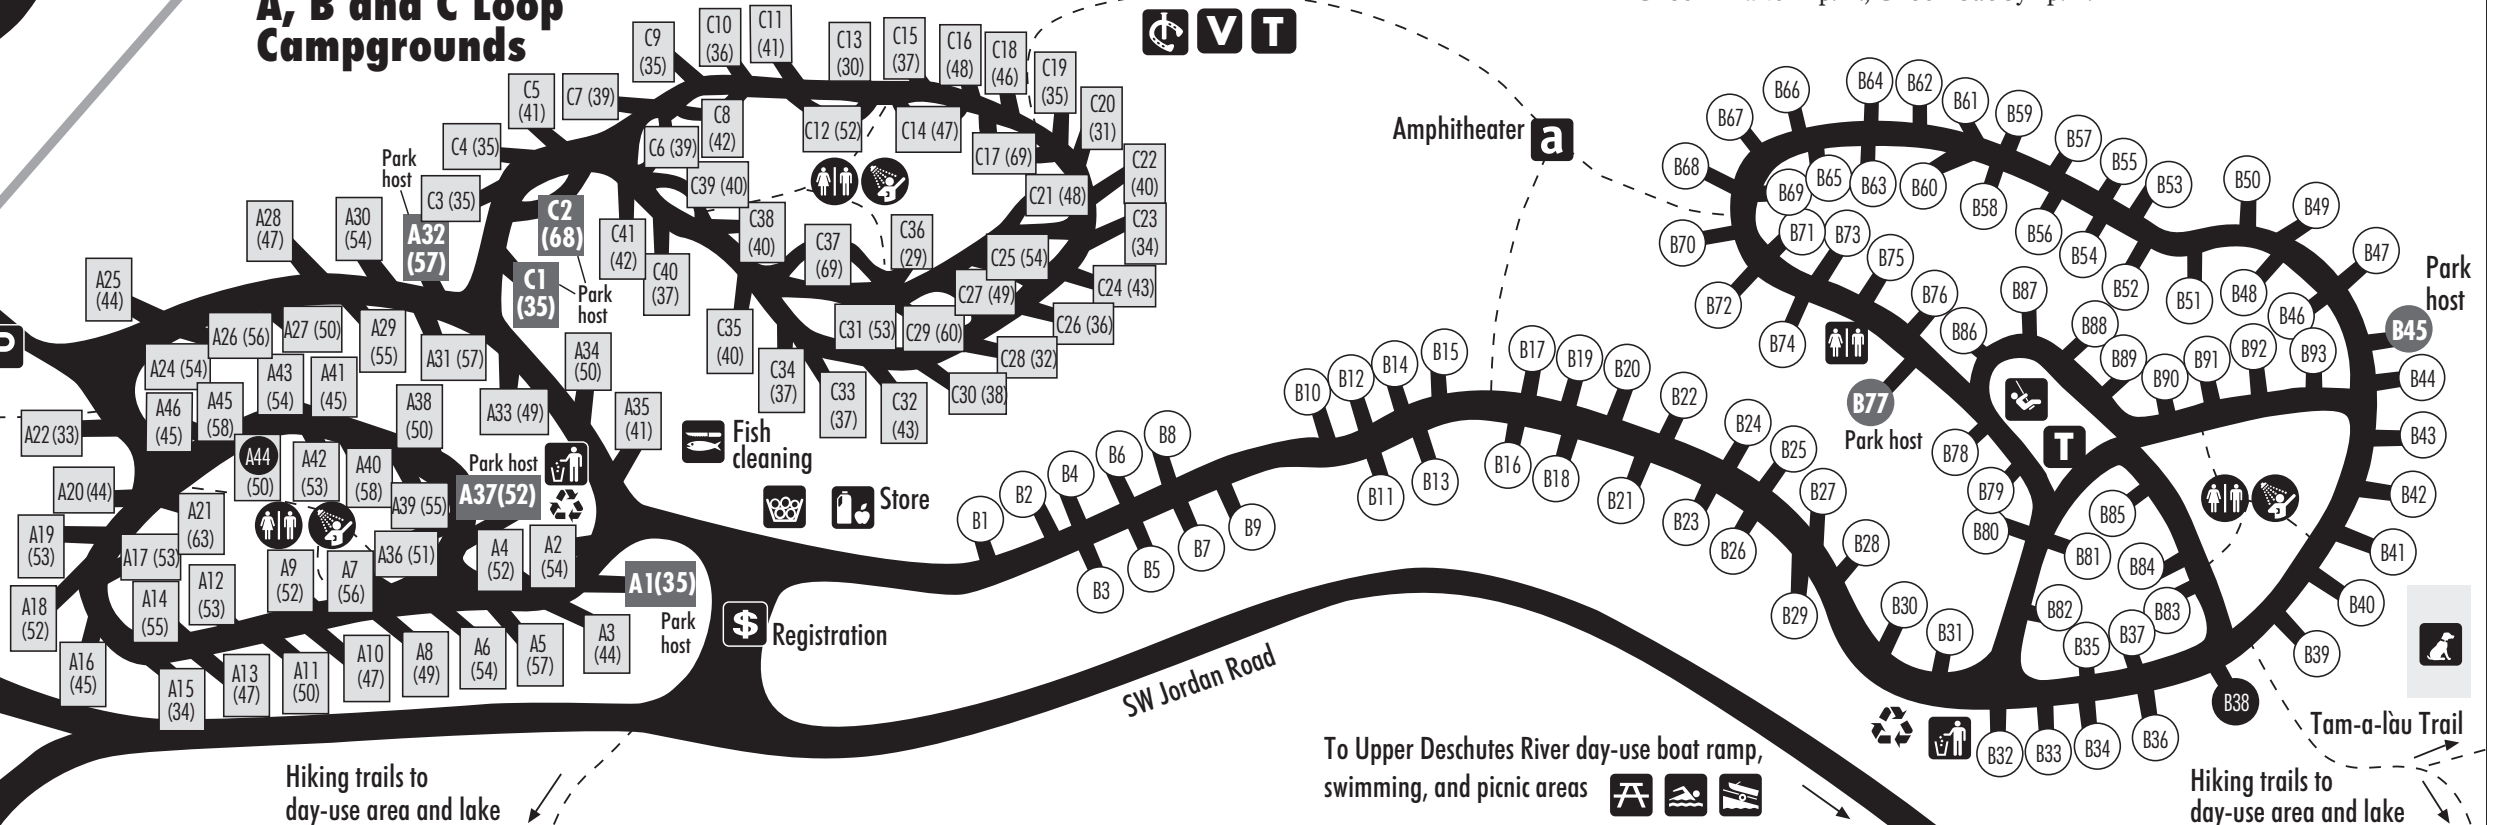 A, B and C Loop
Campgrounds
C9
(35)
C10
(36)
C11
(41)
C13
(30)
C15
(37)
C16
(48)
C18
(46)
C19
(35)
C20
(31)
C5
(41)
C7 (39)
C8
(42)
C12 (52)
C14 (47)
C17 (69)
C4 (35)
C6 (39)
C22
(40)
Park
host
C3 (35)
C39 (40)
C21 (48)
A28
(47)
A30
(54)
A32
(57)
C2
(68)
C41
(42)
C38
(40)
C37
(69)
C36
(29)
C23
(34)
A25
(44)
C1
(35)
Park
host
C40
(37)
C25 (54)
C27 (49)
C24 (43)
A26 (56)
A27 (50)
A29
(55)
A31 (57)
A34
(50)
C35
(40)
C31 (53)
C29 (60)
C26 (36)
C28 (32)
A24 (54)
A43
(54)
A41
(45)
C34
(37)
C33
(37)
C32
(43)
C30 (38)
A46
(45)
A45
(58)
A38
(50)
A33 (49)
A35
(41)
A22 (33)
A44
(50)
A42
(53)
A40
(58)
Park host
A37(52)
Fish
cleaning
Store
A20 (44)
A21
(63)
A39 (55)
A19
(53)
A17 (53)
A12
(53)
A9
(52)
A7
(56)
A36 (51)
A4
(52)
A2
(54)
A1(35)
Park
host
A18
(52)
A14
(55)
A16
(45)
A15
(34)
A13
(47)
A11
(50)
A10
(47)
A8
(49)
A6
(54)
A5
(57)
A3
(44)
$
Registration
V
T
Amphitheater
a
B1
B2
B4
B6
B8
B3
B5
B7
B9
B10
B12
B14
B15
B17
B19
B20
B22
B24
B25
B27
B28
B11
B13
B16
B18
B21
B23
B26
B29
B30
B31
B66
B64
B62
B61
B59
B57
B55
B53
B50
B49
B47
B67
B68
B70
B72
B74
B69
B65
B63
B60
B58
B56
B54
B52
B51
B48
B46
B71
B73
B75
B76
B86
B87
B88
B89
B90
B91
B92
B93
Park
host
B45
B44
B43
B42
B41
B40
B39
B38
B77
Park host
T
B78
B79
B80
B81
B82
B85
B84
B83
B37
B35
B32
B33
B34
B36
SW Jordan Road
Tam-a-làu Trail
To Upper Deschutes River day-use boat ramp,
swimming, and picnic areas
Hiking trails to
day-use area and lake
Hiking trails to
day-use area and lake